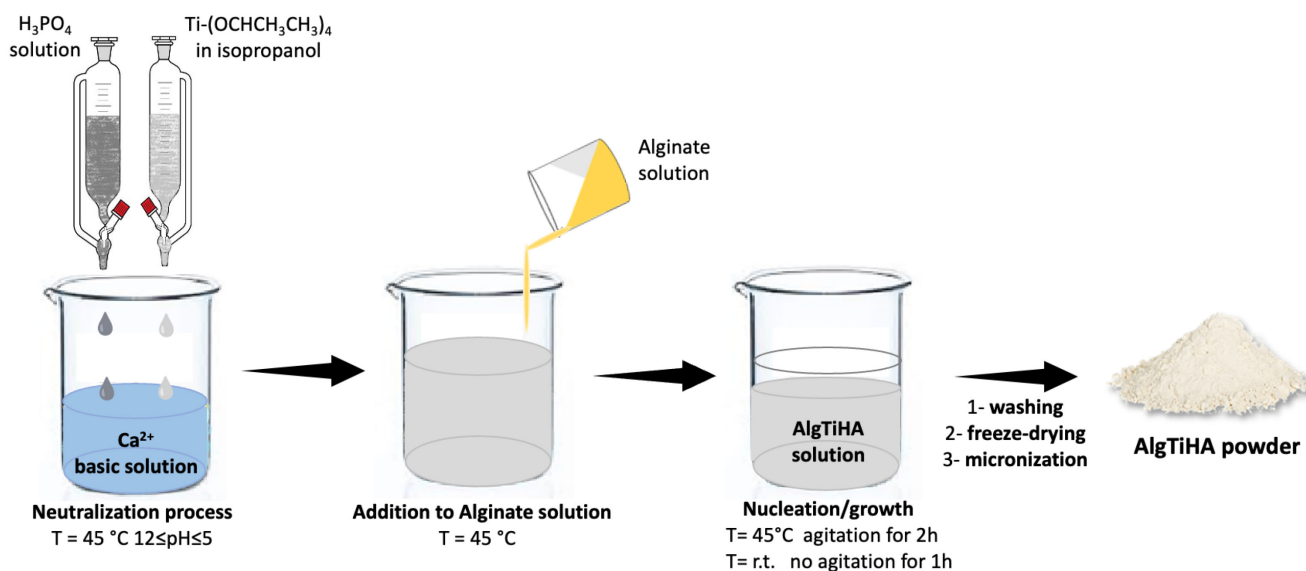 H₃PO₄
solution
Ti-(OCHCH₃CH₃)₄
in isopropanol
Alginate
solution
Ca²⁺
basic solution
AlgTiHA
solution
1- washing
2- freeze-drying
3- micronization
AlgTiHA powder
Neutralization process
T = 45 °C 12≤pH≤5
Addition to Alginate solution
T = 45 °C
Nucleation/growth
T= 45°C agitation for 2h
T= r.t. no agitation for 1h